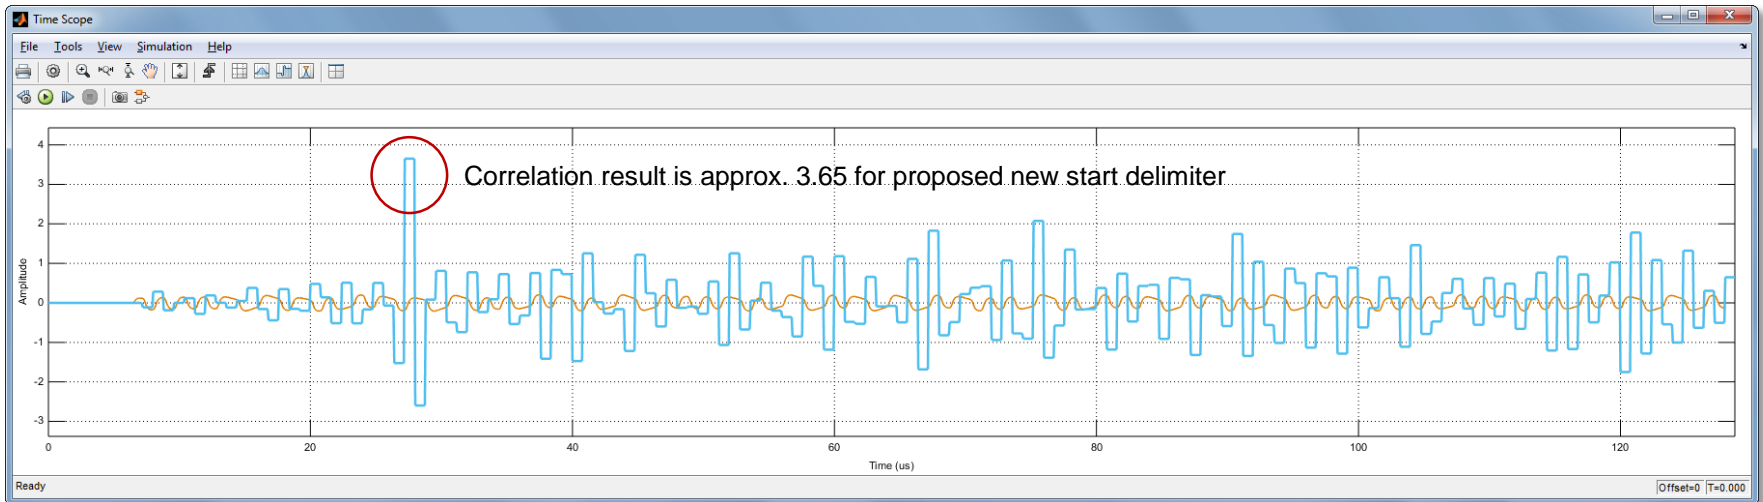 Time Scope
File Tools View Simulation Help
4
3
2
1
0
-1
-2
-3
Amplitude
Correlation result is approx. 3.65 for proposed new start delimiter
0 20 40 60 80 100 120
Time (us)
Ready
Offset=0 T=0.000